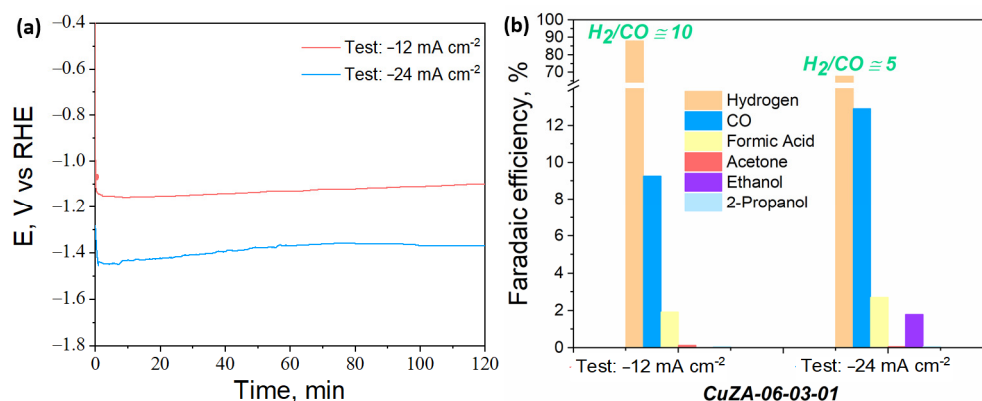 (a)
−0.4
−0.6
−0.8
−1.0
−1.2
−1.4
−1.6
−1.8
E, V vs RHE
Test: −12 mA cm⁻²
Test: −24 mA cm⁻²
0 20 40 60 80 100 120
Time, min
(b)
100
90
80
70
12
10
8
6
4
2
0
Faradaic efficiency, %
H2/CO ≅ 10
H2/CO ≅ 5
Hydrogen
CO
Formic Acid
Acetone
Ethanol
2-Propanol
Test: −12 mA cm⁻² Test: −24 mA cm⁻²
CuZA-06-03-01